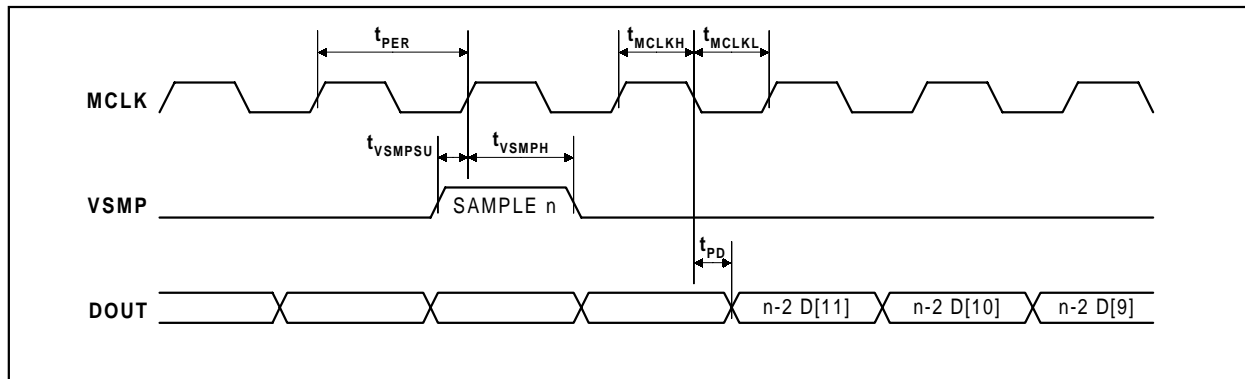 tPER
tMCLKH
tMCLKL
MCLK
tVSMPSU
tVSMPH
VSMP
SAMPLE n
tPD
DOUT
n-2 D[11]
n-2 D[10]
n-2 D[9]